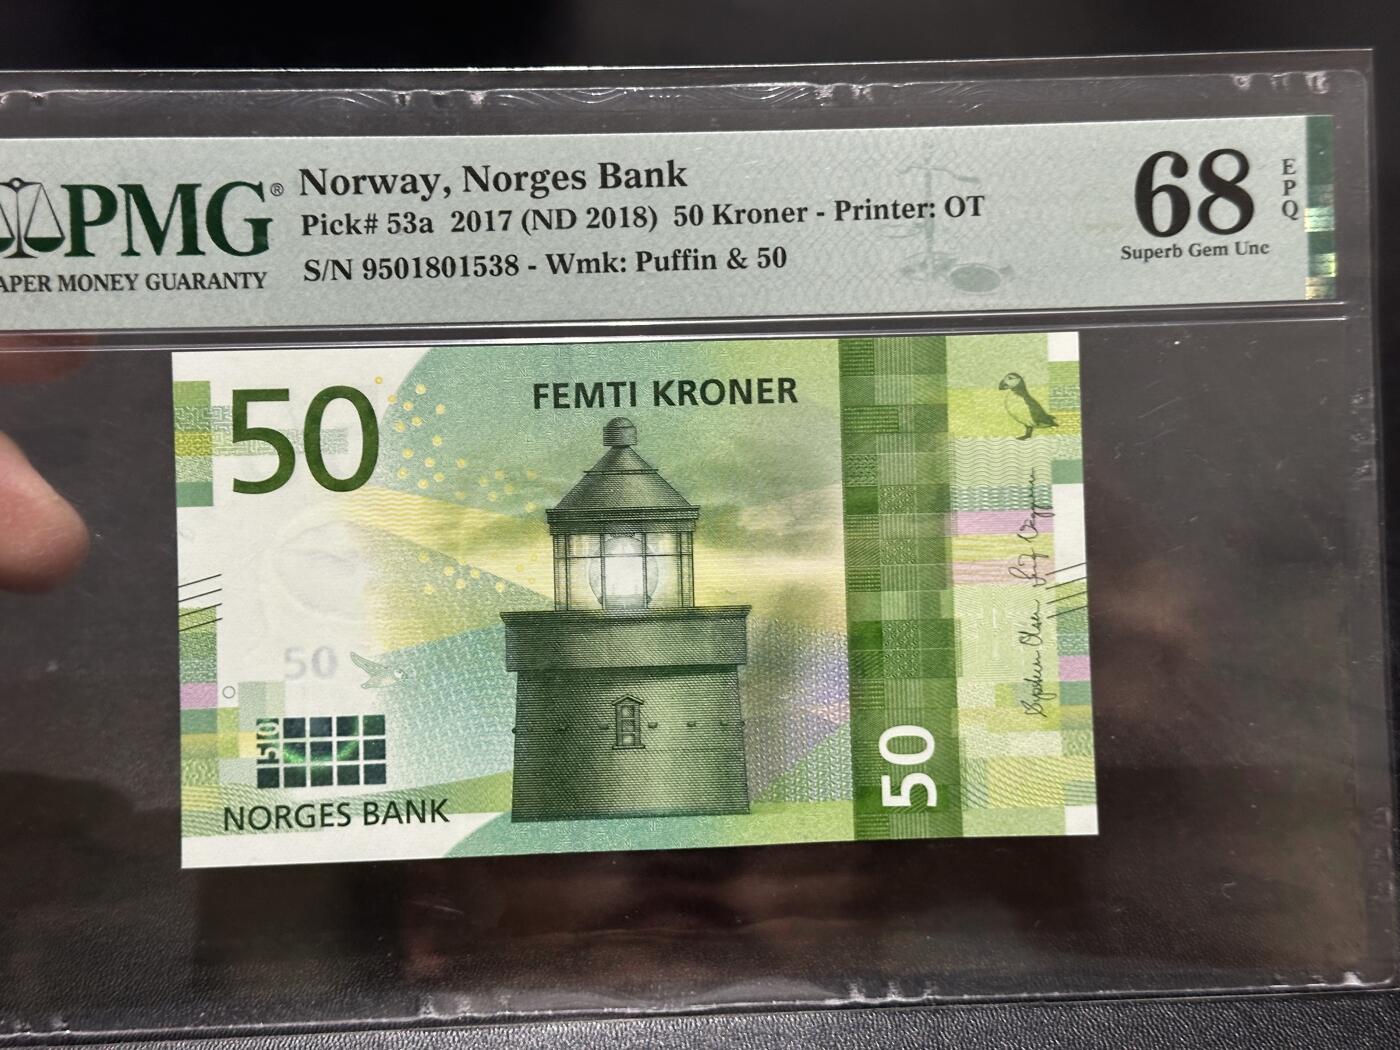 PMG®
APER MONEY GUARANTY
Norway, Norges Bank
Pick# 53a 2017 (ND 2018) 50 Kroner - Printer: OT
S/N 9501801538 - Wmk: Puffin & 50
68
EPQ
Superb Gem Unc
50
FEMTI KRONER
50
50
NORGES BANK
50